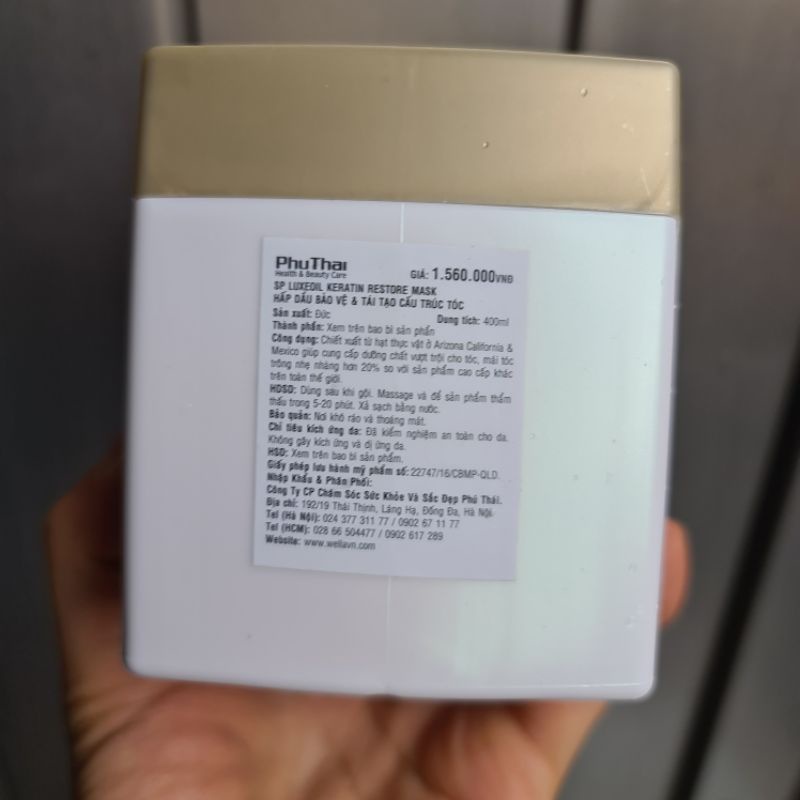 PhuThai
Health & Beauty Care
GIÁ: 1.560.000VNĐ
SP LUXEOIL KERATIN RESTORE MASK
HẤP DẦU BẢO VỆ & TÁI TẠO CẤU TRÚC TÓC
Sản xuất: Đức
Dung tích: 400ml
Thành phần: Xem trên bao bì sản phẩn
Công dụng: Chiết xuất từ hạt thực vật ở Arizona California &
Mexico giúp cung cấp dưỡng chất vượt trội cho tóc, mái tóc
trông nhẹ nhàng hơn 20% so với sản phẩm cao cấp khác
trên toàn thế giới.
HDSD: Dùng sau khi gội. Massage và để sản phẩm thẩm
thấu trong 5-20 phút. Xả sạch bằng nước.
Bảo quản: Nơi khô ráo và thoáng mát.
Chỉ tiêu kích ứng da: Đã kiểm nghiệm an toàn cho da.
Không gây kích ứng và dị ứng da.
HSD: Xem trên bao bì sản phẩm.
Giấy phép lưu hành mỹ phẩm số: 22747/16/CBMP-QLD.
Nhập Khẩu & Phân Phối:
Công Ty CP Chăm Sóc Sức Khỏe Và Sắc Đẹp Phú Thái.
Địa chỉ: 192/19 Thái Thịnh, Láng Hạ, Đống Đa, Hà Nội.
Tel (Hà Nội): 024 377 311 77 / 0902 67 11 77
Tel (HCM): 028 66 504477 / 0902 617 289
Website: www.wellavn.com